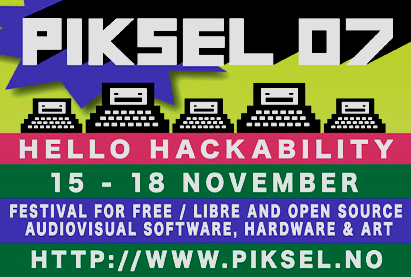 PIKSEL 07
HELLO HACKABILITY
15 - 18 NOVEMBER
FESTIVAL FOR FREE / LIBRE AND OPEN SOURCE
AUDIOVISUAL SOFTWARE, HARDWARE & ART
HTTP://WWW.PIKSEL.NO